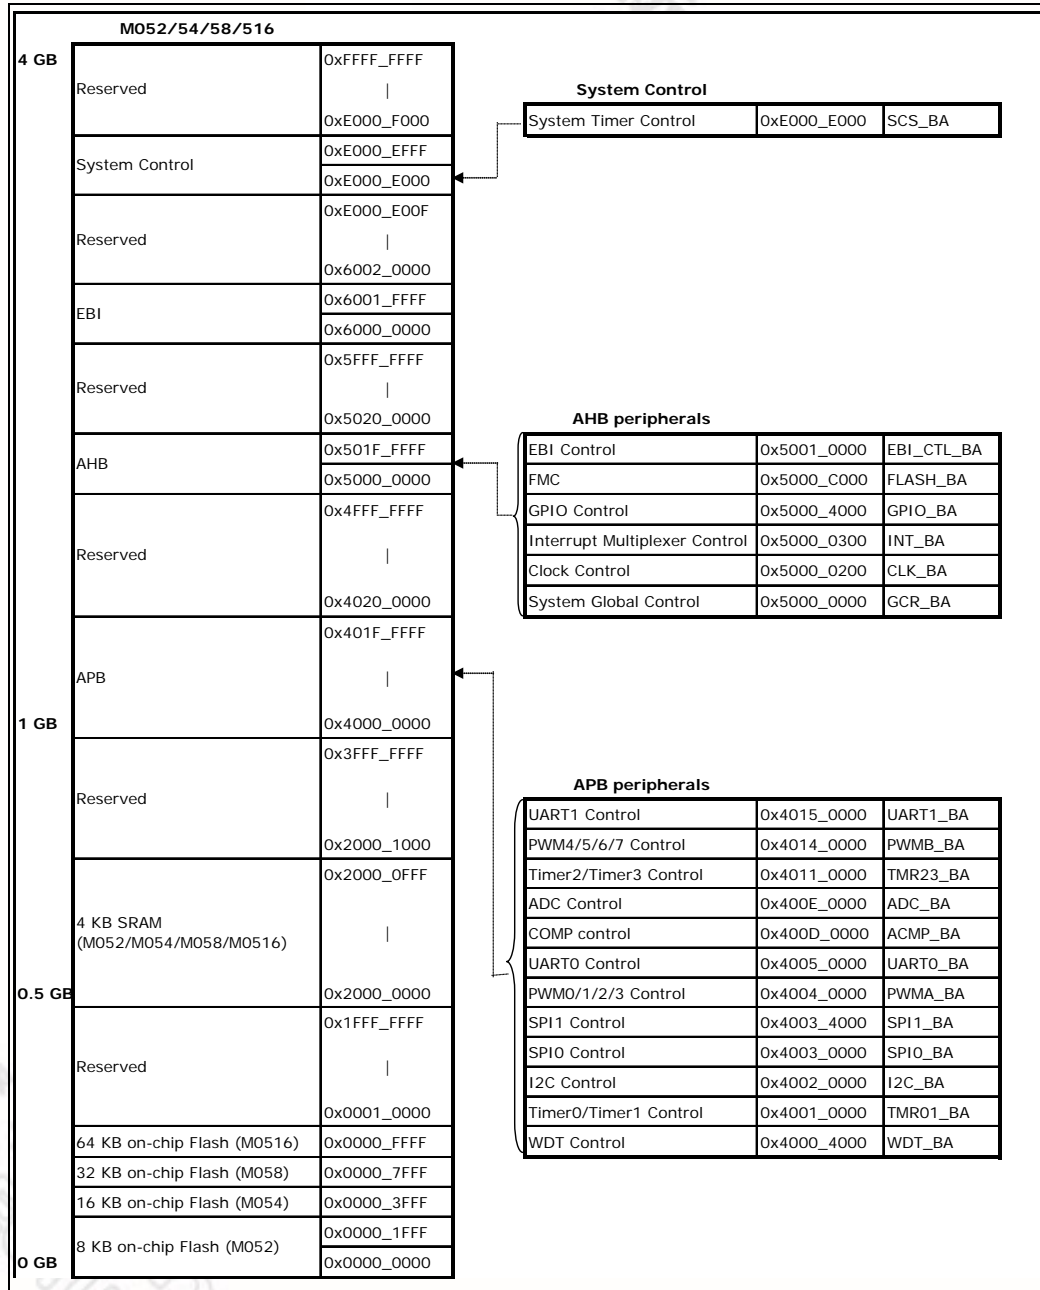 M052/54/58/516
4 GB
Reserved
0xFFFF_FFFF
|
0xE000_F000
System Control
0xE000_EFFF
0xE000_E000
Reserved
0xE000_E00F
|
0x6002_0000
EBI
0x6001_FFFF
0x6000_0000
Reserved
0x5FFF_FFFF
|
0x5020_0000
AHB
0x501F_FFFF
0x5000_0000
Reserved
0x4FFF_FFFF
|
0x4020_0000
APB
0x401F_FFFF
|
1 GB
0x4000_0000
Reserved
0x3FFF_FFFF
|
0x2000_1000
4 KB SRAM
(M052/M054/M058/M0516)
0x2000_0FFF
|
0.5 GB
0x2000_0000
Reserved
0x1FFF_FFFF
|
0x0001_0000
64 KB on-chip Flash (M0516) 0x0000_FFFF
32 KB on-chip Flash (M058) 0x0000_7FFF
16 KB on-chip Flash (M054) 0x0000_3FFF
8 KB on-chip Flash (M052)
0x0000_1FFF
0 GB
0x0000_0000
System Control
System Timer Control 0xE000_E000 SCS_BA
AHB peripherals
EBI Control 0x5001_0000 EBI_CTL_BA
FMC 0x5000_C000 FLASH_BA
GPIO Control 0x5000_4000 GPIO_BA
Interrupt Multiplexer Control 0x5000_0300 INT_BA
Clock Control 0x5000_0200 CLK_BA
System Global Control 0x5000_0000 GCR_BA
APB peripherals
UART1 Control 0x4015_0000 UART1_BA
PWM4/5/6/7 Control 0x4014_0000 PWMB_BA
Timer2/Timer3 Control 0x4011_0000 TMR23_BA
ADC Control 0x400E_0000 ADC_BA
COMP control 0x400D_0000 ACMP_BA
UART0 Control 0x4005_0000 UART0_BA
PWM0/1/2/3 Control 0x4004_0000 PWMA_BA
SPI1 Control 0x4003_4000 SPI1_BA
SPI0 Control 0x4003_0000 SPI0_BA
I2C Control 0x4002_0000 I2C_BA
Timer0/Timer1 Control 0x4001_0000 TMR01_BA
WDT Control 0x4000_4000 WDT_BA